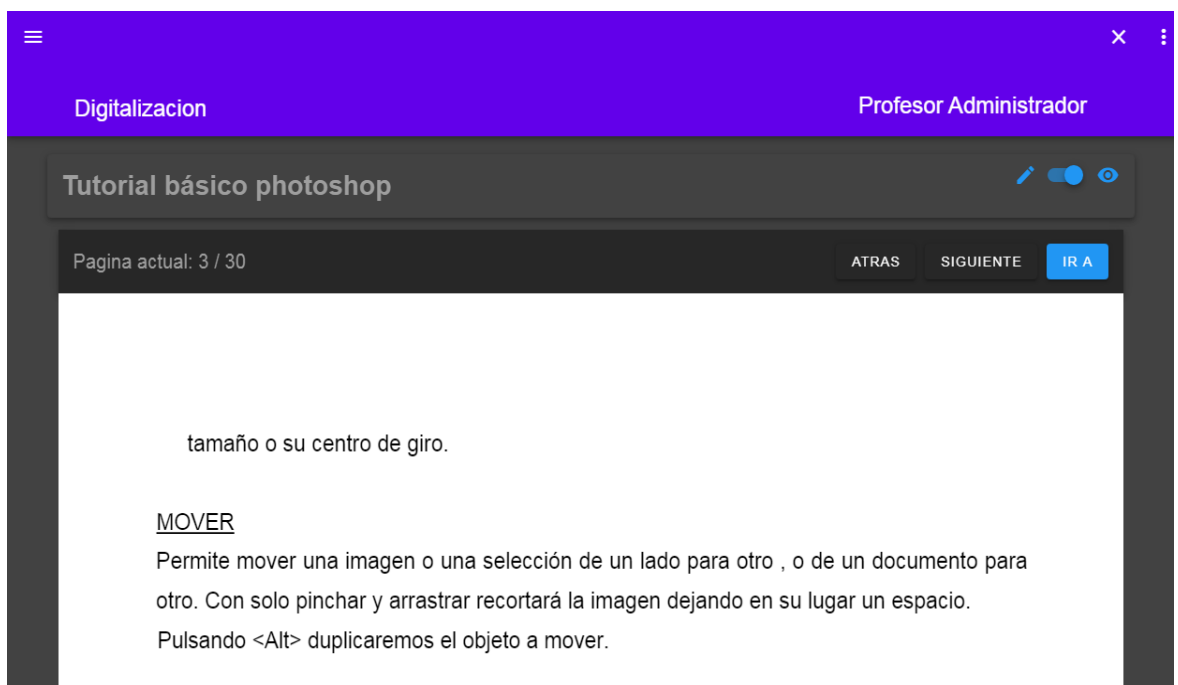 Digitalizacion
Profesor Administrador
Tutorial básico photoshop
Pagina actual: 3 / 30
ATRAS
SIGUIENTE
IR A
tamaño o su centro de giro.
MOVER
Permite mover una imagen o una selección de un lado para otro , o de un documento para
otro. Con solo pinchar y arrastrar recortará la imagen dejando en su lugar un espacio.
Pulsando <Alt> duplicaremos el objeto a mover.